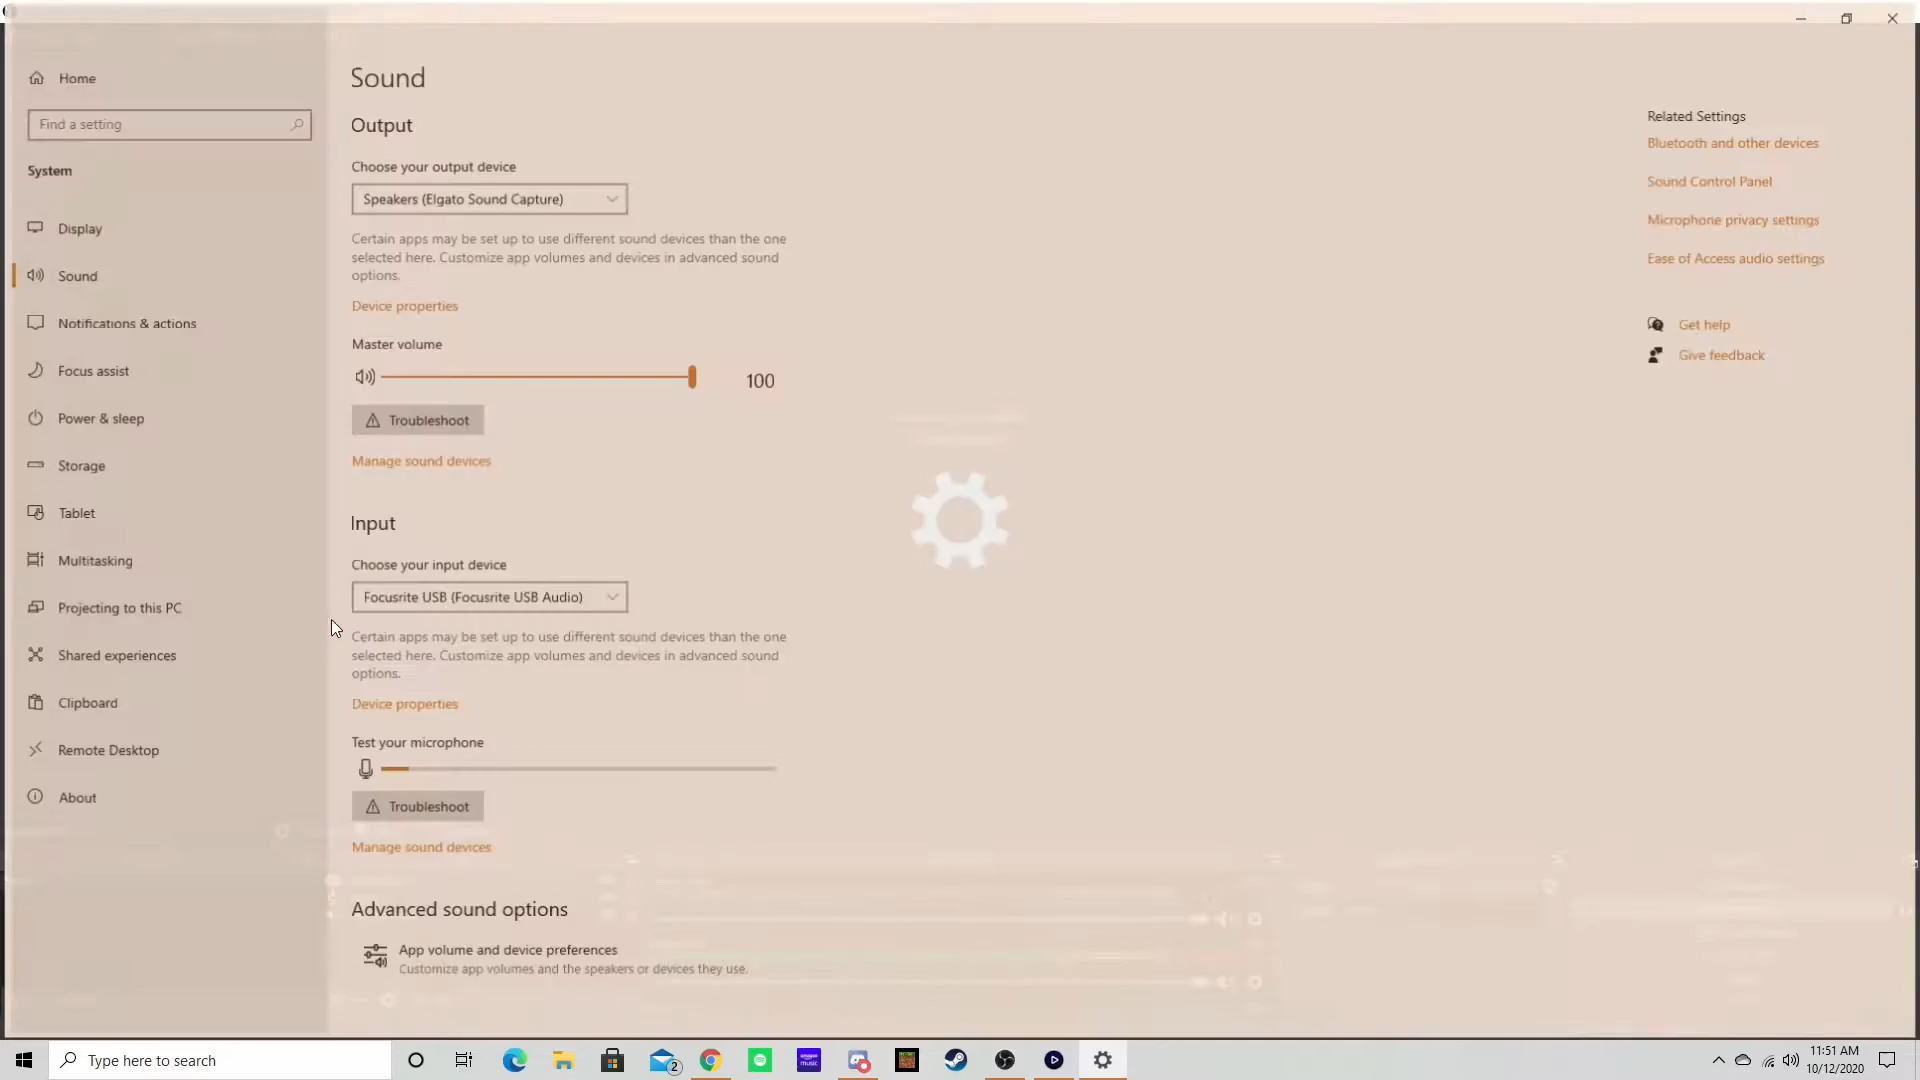 Home
Find a setting
System
Display
Sound
Notifications & actions
Focus assist
Power & sleep
Storage
Tablet
Multitasking
Projecting to this PC
Shared experiences
Clipboard
Remote Desktop
About
Sound
Output
Choose your output device
Speakers (Elgato Sound Capture)
Certain apps may be set up to use different sound devices than the one
selected here. Customize app volumes and devices in advanced sound
options.
Device properties
Master volume
100
Troubleshoot
Manage sound devices
Input
Choose your input device
Focusrite USB (Focusrite USB Audio)
Certain apps may be set up to use different sound devices than the one
selected here. Customize app volumes and devices in advanced sound
options.
Device properties
Test your microphone
Troubleshoot
Manage sound devices
Advanced sound options
App volume and device preferences
Customize app volumes and the speakers or devices they use.
Related Settings
Bluetooth and other devices
Sound Control Panel
Microphone privacy settings
Ease of Access audio settings
Get help
Give feedback
Type here to search
2
amazon
music
11:51 AM
10/12/2020